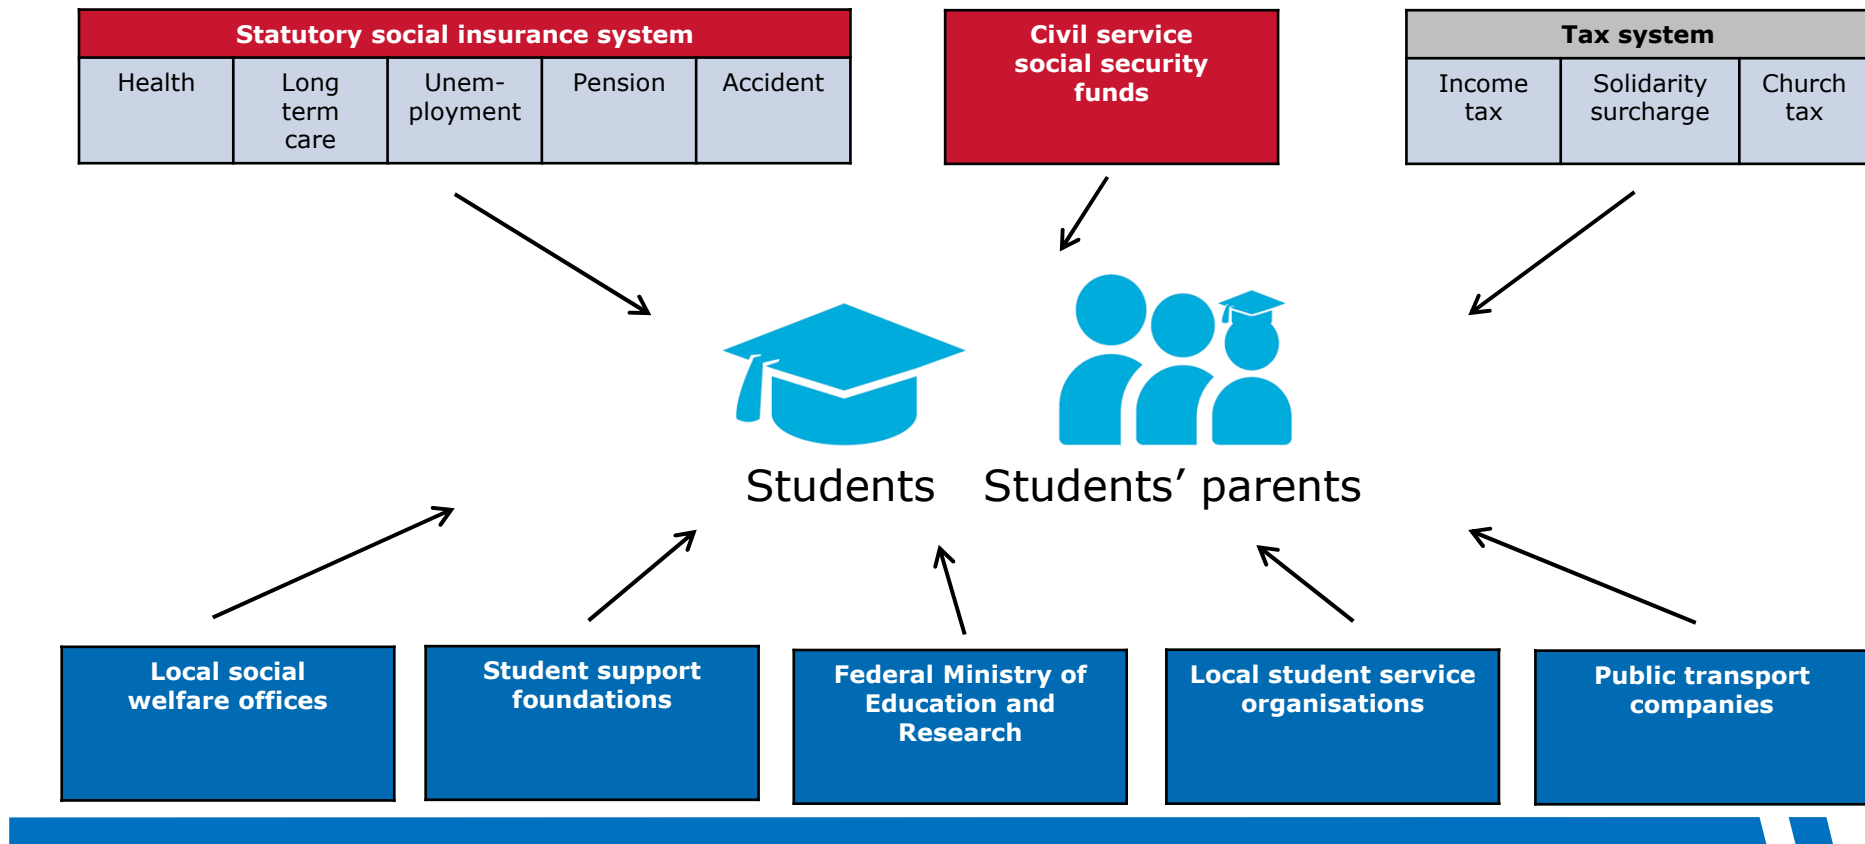 Statutory social insurance system
Health
Long
term
care
Unem-
ployment
Pension
Accident
Civil service
social security
funds
Tax system
Income
tax
Solidarity
surcharge
Church
tax
Students
Students’ parents
Local social
welfare offices
Student support
foundations
Federal Ministry of
Education and
Research
Local student service
organisations
Public transport
companies